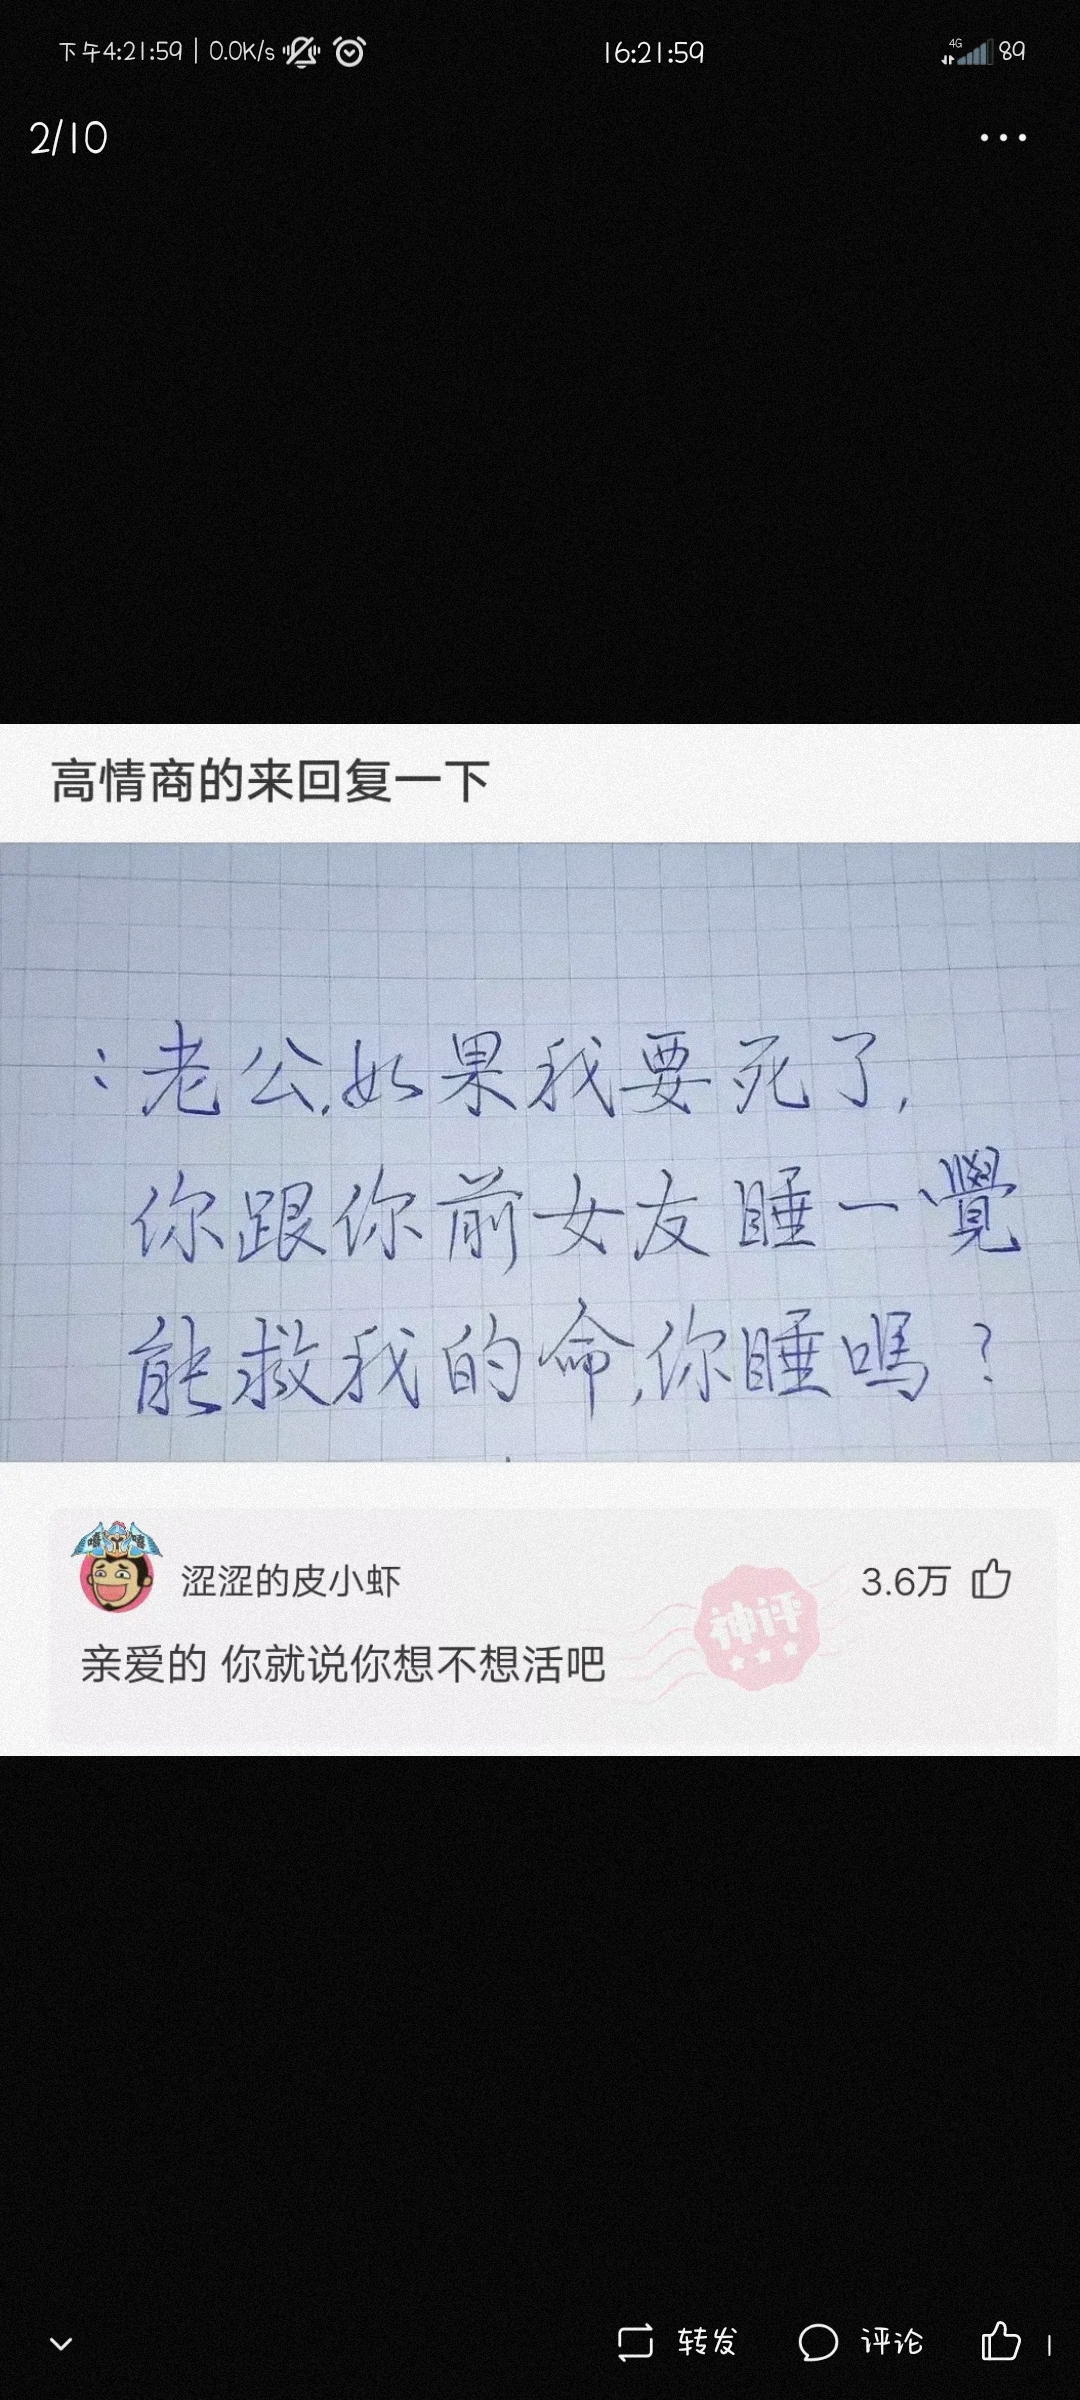 下午4:21:59 | 0.0K/s
16:21:59
4G 89
2/10
高情商的来回复一下
：老公.如果我要死了,
你跟你前女友睡一覺
能救我的命,你睡嗎？
嘻 嘻
涩涩的皮小虾
3.6万
神评
亲爱的 你就说你想不想活吧
转发
评论
1